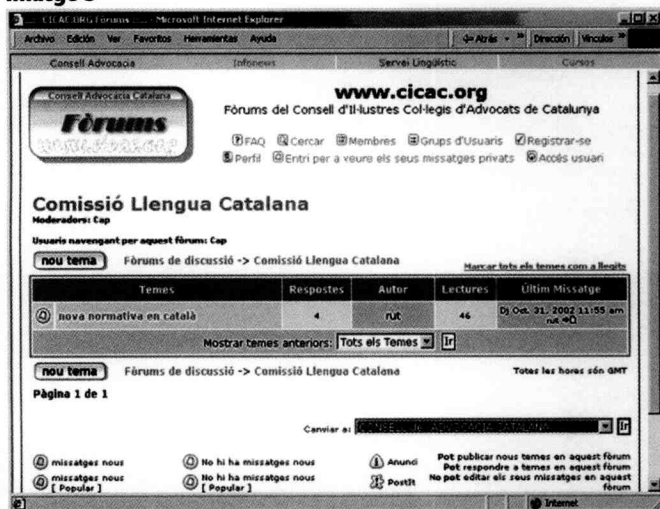 CICAC.ORG Fòrums - Microsoft Internet Explorer
Archivo Edición Ver Favoritos Herramientas Ayuda
Atrás Dirección Vínculos
Consell Advocacia Infonews Servei Lingüístic Cursos
Consell Advocacia Catalana
Fòrums
www.cicac.org
Fòrums del Consell d'Il·lustres Col·legis d'Advocats de Catalunya
FAQ Cercar Membres Grups d'Usuaris Registrar-se
Perfil Entri per a veure els seus missatges privats Accés usuari
Comissió Llengua Catalana
Moderadors: Cap
Usuaris navengant per aquest fòrum: Cap
nou tema Fòrums de discussió -> Comissió Llengua Catalana Marcar tots els temes com a llegits
Temes Respostes Autor Lectures Últim Missatge
nova normativa en català 4 rut 46 Dj Oct. 31, 2002 11:55 am
rut
Mostrar temes anteriors: Tots els Temes Ir
nou tema Fòrums de discussió -> Comissió Llengua Catalana Totes les hores són GMT
Pàgina 1 de 1
Canviar a: CONSELL DE ADVOCACIA CATALANA Ir
missatges nous No hi ha missatges nous Anunci Pot publicar nous temes en aquest fòrum
Pot respondre a temes en aquest fòrum
missatges nous No hi ha missatges nous PostIt No pot editar els seus missatges en aquest
[ Popular ] [ Popular ] fòrum
Internet